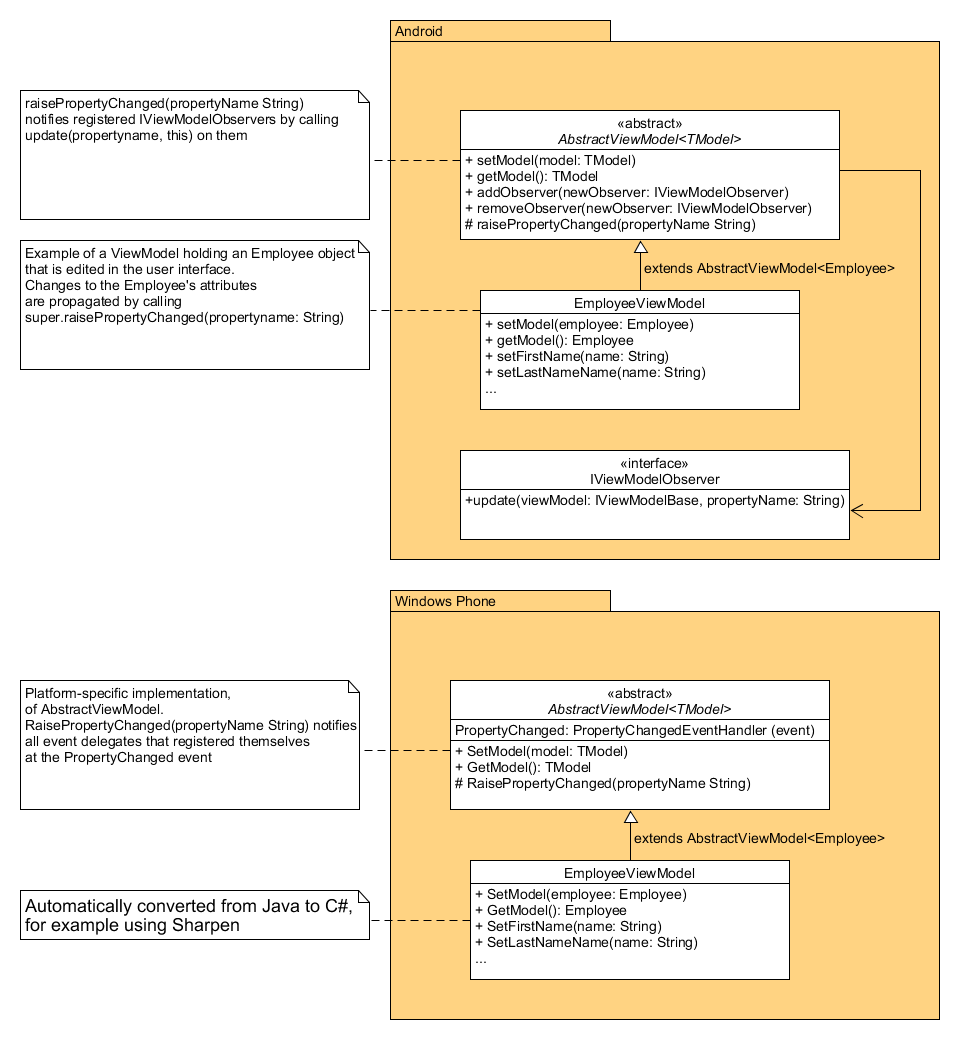 Android
raisePropertyChanged(propertyName String)
notifies registered IViewModelObservers by calling
update(propertyname, this) on them
«abstract»
AbstractViewModel<TModel>
+ setModel(model: TModel)
+ getModel(): TModel
+ addObserver(newObserver: IViewModelObserver)
+ removeObserver(newObserver: IViewModelObserver)
# raisePropertyChanged(propertyName String)
Example of a ViewModel holding an Employee object
that is edited in the user interface.
Changes to the Employee's attributes
are propagated by calling
super.raisePropertyChanged(propertyname: String)
extends AbstractViewModel<Employee>
EmployeeViewModel
+ setModel(employee: Employee)
+ getModel(): Employee
+ setFirstName(name: String)
+ setLastNameName(name: String)
...
«interface»
IViewModelObserver
+update(viewModel: IViewModelBase, propertyName: String)
Windows Phone
Platform-specific implementation,
of AbstractViewModel.
RaisePropertyChanged(propertyName String) notifies
all event delegates that registered themselves
at the PropertyChanged event
«abstract»
AbstractViewModel<TModel>
PropertyChanged: PropertyChangedEventHandler (event)
+ SetModel(model: TModel)
+ GetModel(): TModel
# RaisePropertyChanged(propertyName String)
extends AbstractViewModel<Employee>
Automatically converted from Java to C#,
for example using Sharpen
EmployeeViewModel
+ SetModel(employee: Employee)
+ GetModel(): Employee
+ SetFirstName(name: String)
+ SetLastNameName(name: String)
...